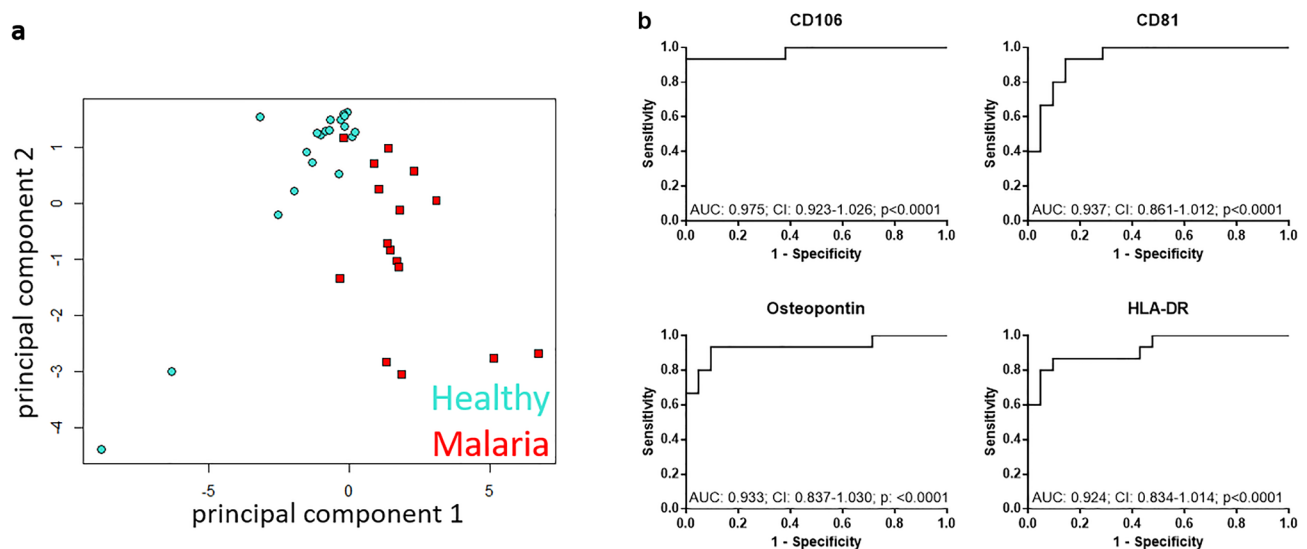 a
principal component 2
1
0
-1
-2
-3
-4
-5
0
5
principal component 1
Healthy
Malaria
b
CD106
Sensitivity
1.0
0.8
0.6
0.4
0.2
0.0
AUC: 0.975; CI: 0.923-1.026; p<0.0001
0.0 0.2 0.4 0.6 0.8 1.0
1 - Specificity
CD81
Sensitivity
1.0
0.8
0.6
0.4
0.2
0.0
AUC: 0.937; CI: 0.861-1.012; p<0.0001
0.0 0.2 0.4 0.6 0.8 1.0
1 - Specificity
Osteopontin
Sensitivity
1.0
0.8
0.6
0.4
0.2
0.0
AUC: 0.933; CI: 0.837-1.030; p: <0.0001
0.0 0.2 0.4 0.6 0.8 1.0
1 - Specificity
HLA-DR
Sensitivity
1.0
0.8
0.6
0.4
0.2
0.0
AUC: 0.924; CI: 0.834-1.014; p<0.0001
0.0 0.2 0.4 0.6 0.8 1.0
1 - Specificity